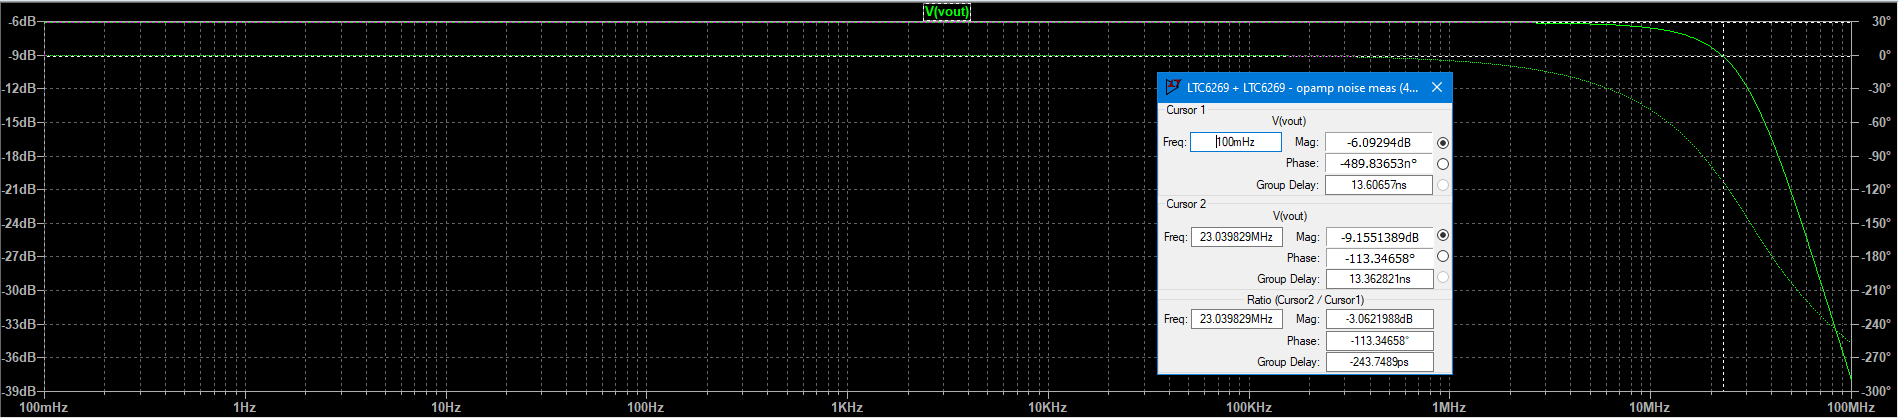 V(vout)
-6dB
-9dB
-12dB
-15dB
-18dB
-21dB
-24dB
-27dB
-30dB
-33dB
-36dB
-39dB
100mHz 1Hz 10Hz 100Hz 1KHz 10KHz 100KHz 1MHz 10MHz 100MHz
30°
0°
-30°
-60°
-90°
-120°
-150°
-180°
-210°
-240°
-270°
-300°
LTC6269 + LTC6269 - opamp noise meas (4...
Cursor 1
V(vout)
Freq: 100mHz Mag: -6.09294dB
Phase: -489.83653n°
Group Delay: 13.60657ns
Cursor 2
V(vout)
Freq: 23.039829MHz Mag: -9.1551389dB
Phase: -113.34658°
Group Delay: 13.362821ns
Ratio (Cursor2 / Cursor1)
Freq: 23.039829MHz Mag: -3.0621988dB
Phase: -113.34658°
Group Delay: -243.7489ps